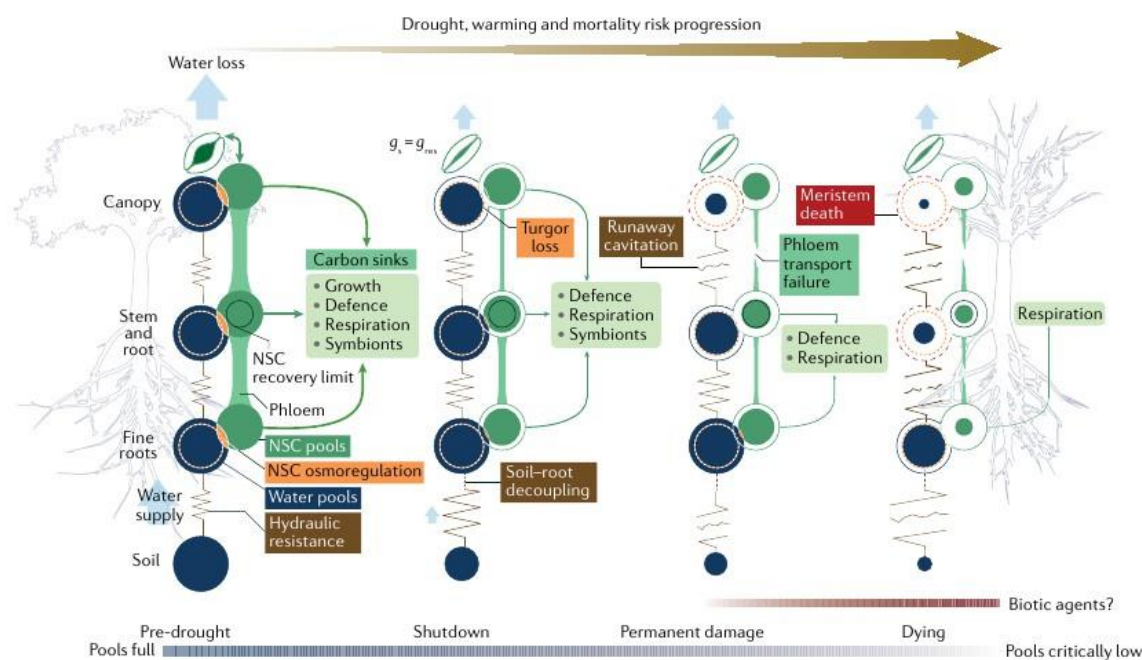 Drought, warming and mortality risk progression
Water loss
gs = gres
Canopy
Stem
and
root
Fine
roots
Water
supply
Soil
Carbon sinks
• Growth
• Defence
• Respiration
• Symbionts
NSC
recovery limit
Phloem
NSC pools
NSC osmoregulation
Water pools
Hydraulic
resistance
Turgor
loss
• Defence
• Respiration
• Symbionts
Soil–root
decoupling
Runaway
cavitation
Phloem
transport
failure
• Defence
• Respiration
Meristem
death
Respiration
Biotic agents?
Pre-drought
Shutdown
Permanent damage
Dying
Pools full
Pools critically low